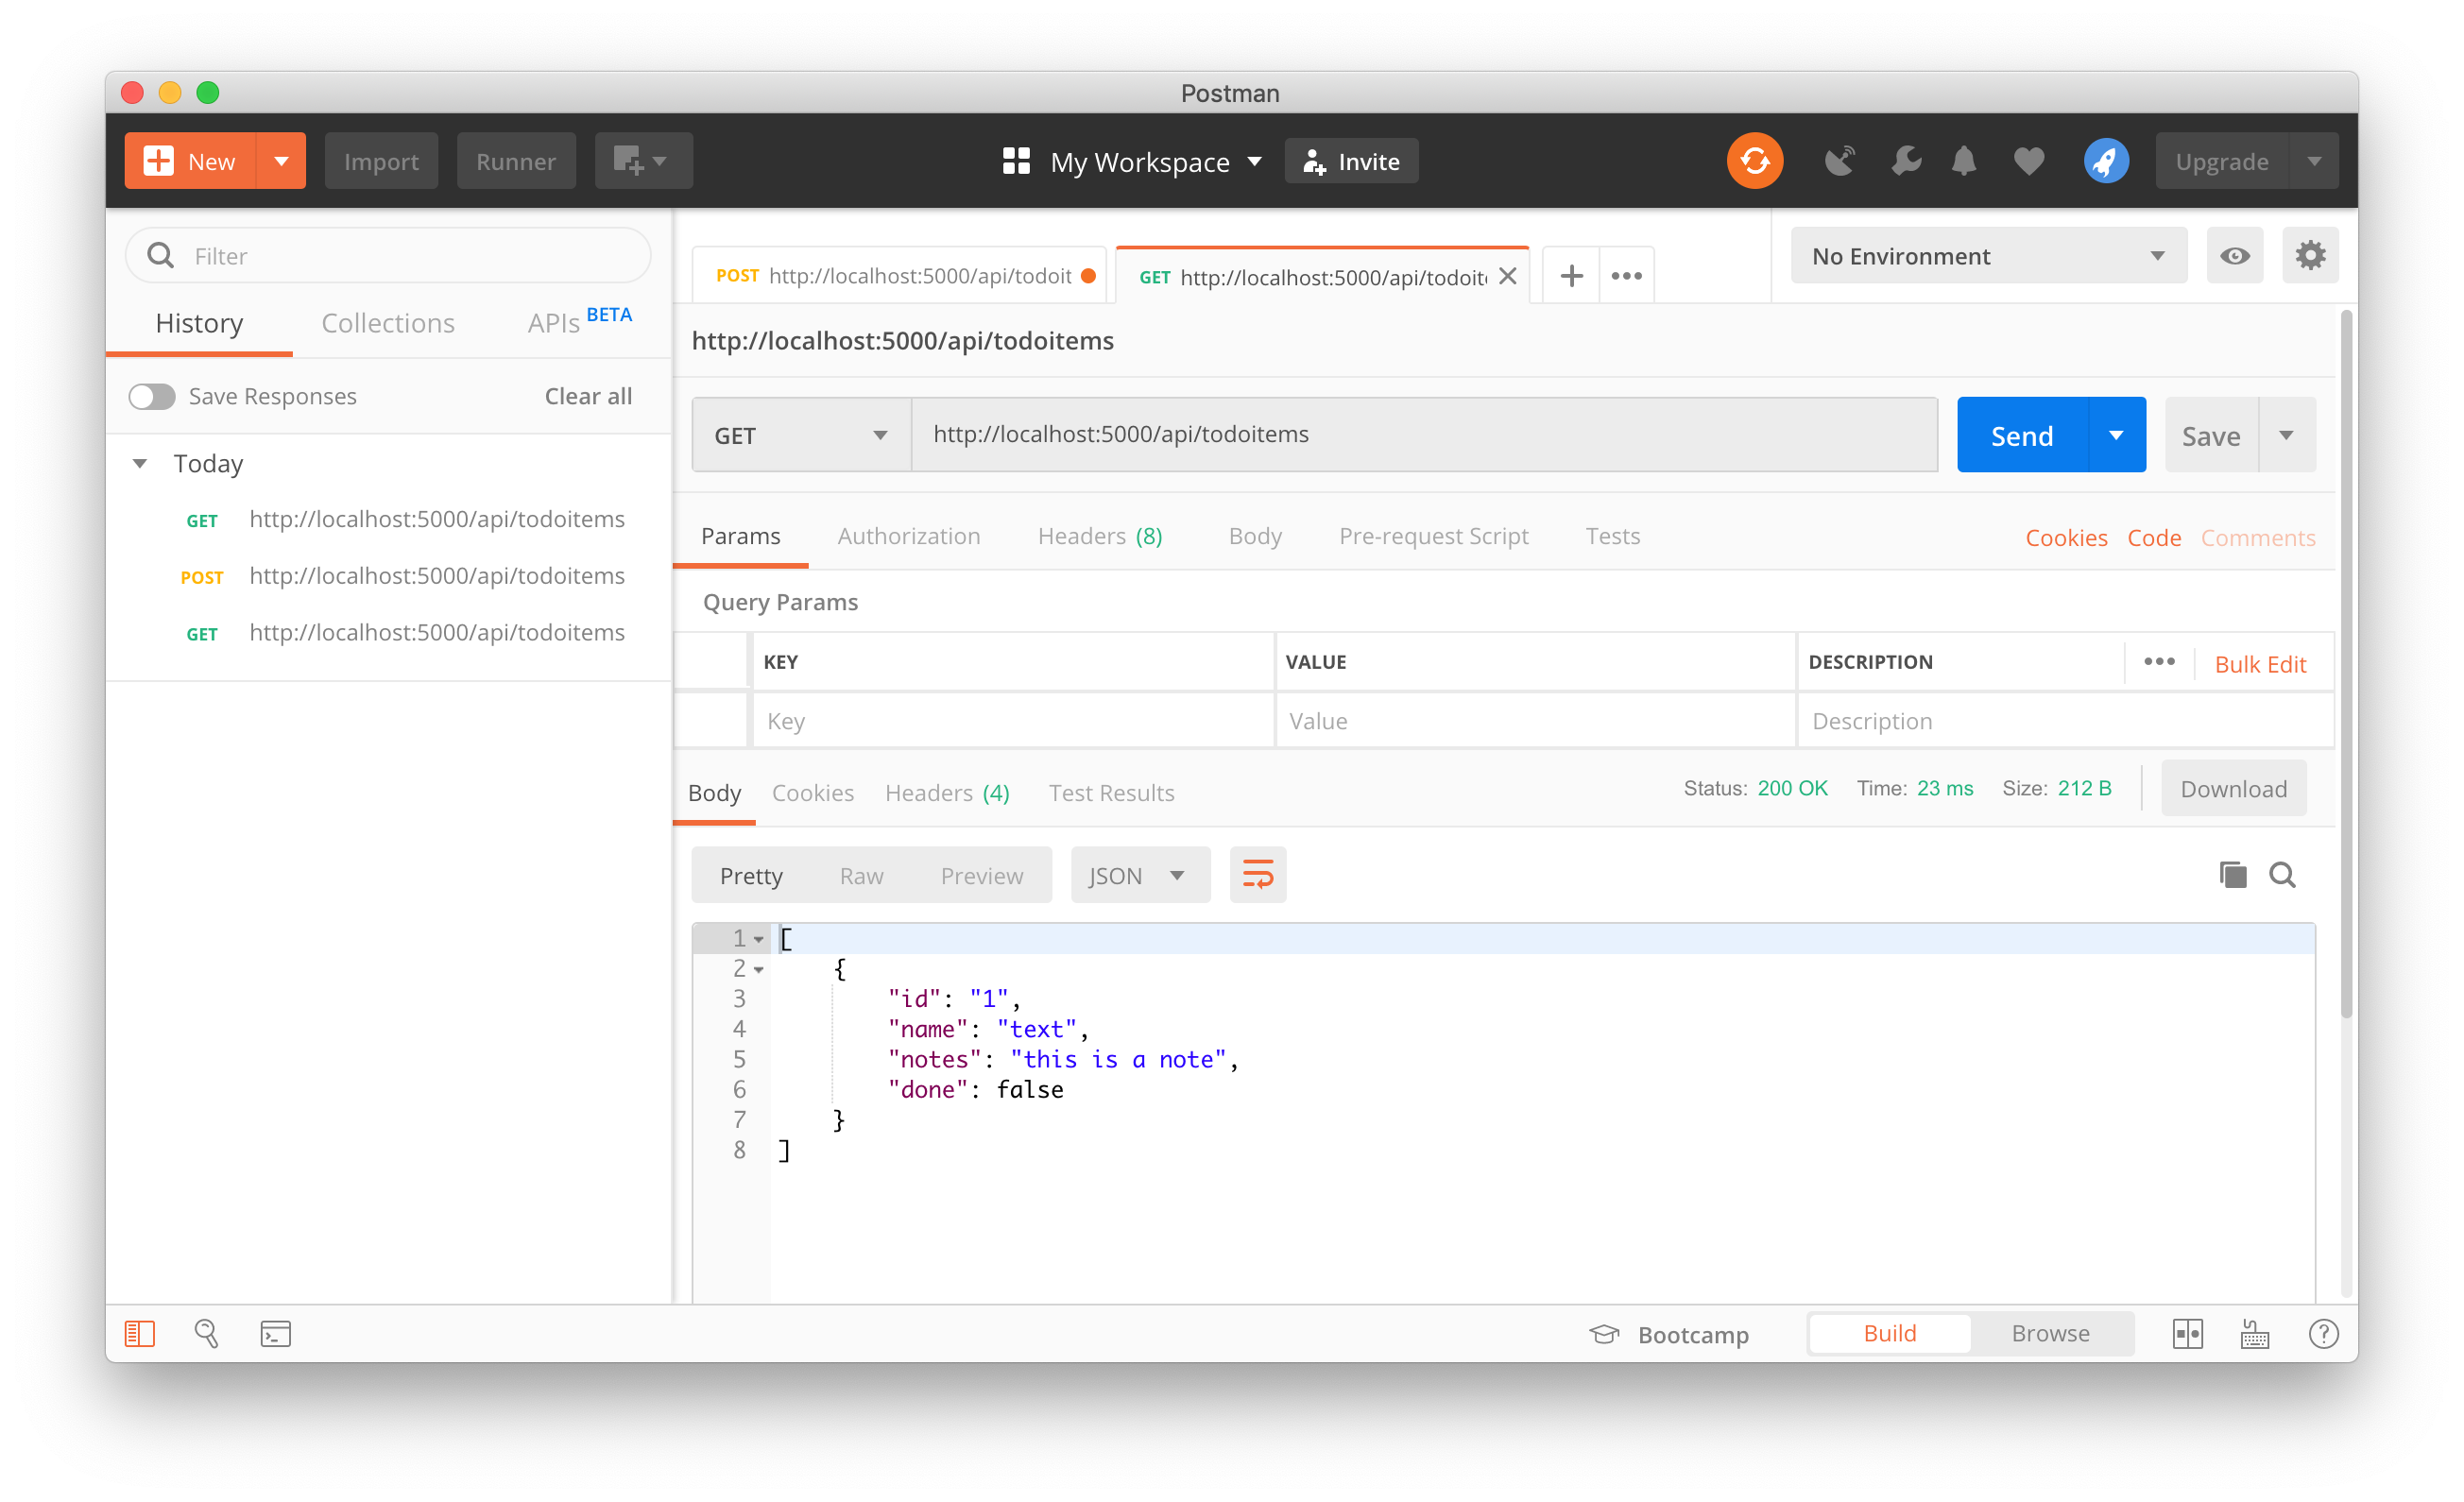 Postman
New
Import
Runner
My Workspace
Invite
Upgrade
Filter
History
Collections
APIs BETA
Save Responses
Clear all
Today
GET http://localhost:5000/api/todoitems
POST http://localhost:5000/api/todoitems
GET http://localhost:5000/api/todoitems
POST http://localhost:5000/api/todoit
GET http://localhost:5000/api/todoit
No Environment
http://localhost:5000/api/todoitems
GET
http://localhost:5000/api/todoitems
Send
Save
Params
Authorization
Headers (8)
Body
Pre-request Script
Tests
Cookies
Code
Comments
Query Params
KEY
VALUE
DESCRIPTION
Bulk Edit
Key
Value
Description
Body
Cookies
Headers (4)
Test Results
Status: 200 OK
Time: 23 ms
Size: 212 B
Download
Pretty
Raw
Preview
JSON
1 [
2 {
3 "id": "1",
4 "name": "text",
5 "notes": "this is a note",
6 "done": false
7 }
8 ]
Bootcamp
Build
Browse